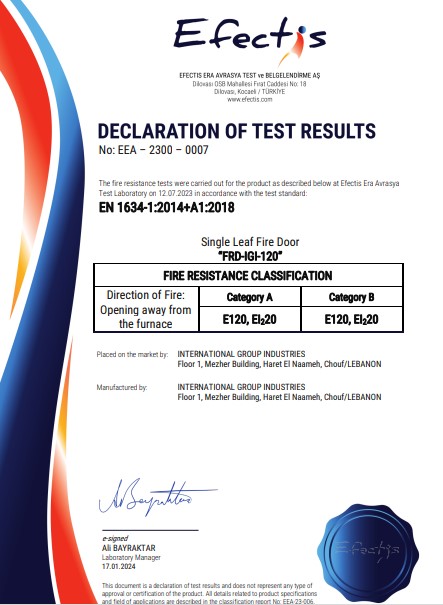 Efectis
EFECTIS ERA AVRASYA TEST ve BELGELENDİRME AŞ
Dilovası OSB Mahallesi Fırat Caddesi No: 18
Dilovası, Kocaeli / TÜRKİYE
www.efectis.com
DECLARATION OF TEST RESULTS
No: EEA – 2300 – 0007
The fire resistance tests were carried out for the product as described below at Efectis Era Avrasya
Test Laboratory on 12.07.2023 in accordance with the test standard:
EN 1634-1:2014+A1:2018
Single Leaf Fire Door
"FRD-IGI-120"
FIRE RESISTANCE CLASSIFICATION
Direction of Fire:
Opening away from
the furnace
Category A
Category B
E120, EI₂20
E120, EI₂20
Placed on the market by: INTERNATIONAL GROUP INDUSTRIES
Floor 1, Mezher Building, Haret El Naameh, Chouf/LEBANON
Manufactured by: INTERNATIONAL GROUP INDUSTRIES
Floor 1, Mezher Building, Haret El Naameh, Chouf/LEBANON
A.Bayraktar
e-signed
Ali BAYRAKTAR
Laboratory Manager
17.01.2024
Efectis
This document is a declaration of test results and does not represent any type of
approval or certification of the product. All details related to product specifications
and field of applications are described in the classification report No: EEA-23-006.